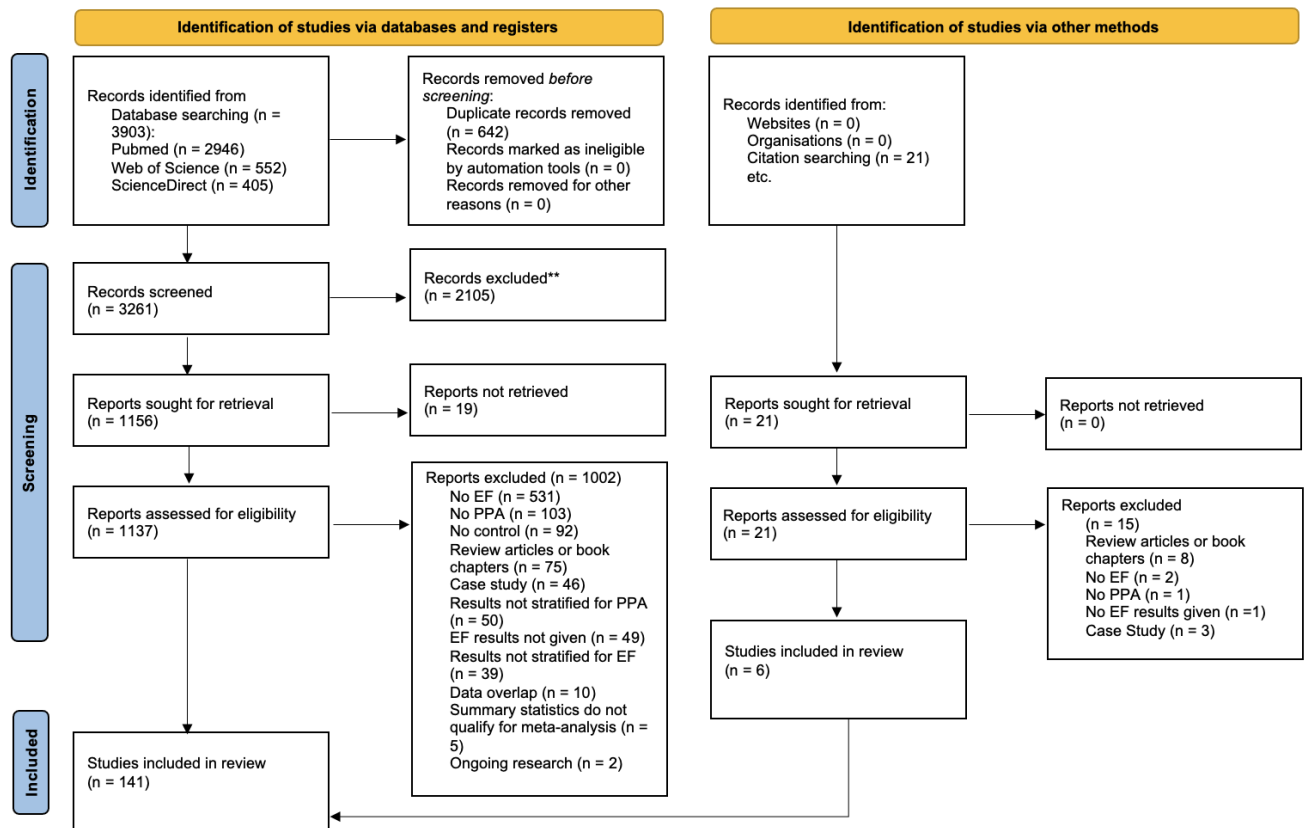 Identification of studies via databases and registers
Identification of studies via other methods
Identification
Records identified from
Database searching (n =
3903):
Pubmed (n = 2946)
Web of Science (n = 552)
ScienceDirect (n = 405)
Records removed before
screening:
Duplicate records removed
(n = 642)
Records marked as ineligible
by automation tools (n = 0)
Records removed for other
reasons (n = 0)
Records identified from:
Websites (n = 0)
Organisations (n = 0)
Citation searching (n = 21)
etc.
Screening
Records screened
(n = 3261)
Records excluded**
(n = 2105)
Reports sought for retrieval
(n = 1156)
Reports not retrieved
(n = 19)
Reports sought for retrieval
(n = 21)
Reports not retrieved
(n = 0)
Reports assessed for eligibility
(n = 1137)
Reports excluded (n = 1002)
No EF (n = 531)
No PPA (n = 103)
No control (n = 92)
Review articles or book
chapters (n = 75)
Case study (n = 46)
Results not stratified for PPA
(n = 50)
EF results not given (n = 49)
Results not stratified for EF
(n = 39)
Data overlap (n = 10)
Summary statistics do not
qualify for meta-analysis (n =
5)
Ongoing research (n = 2)
Reports assessed for eligibility
(n = 21)
Reports excluded
(n = 15)
Review articles or book
chapters (n = 8)
No EF (n = 2)
No PPA (n = 1)
No EF results given (n =1)
Case Study (n = 3)
Studies included in review
(n = 6)
Included
Studies included in review
(n = 141)